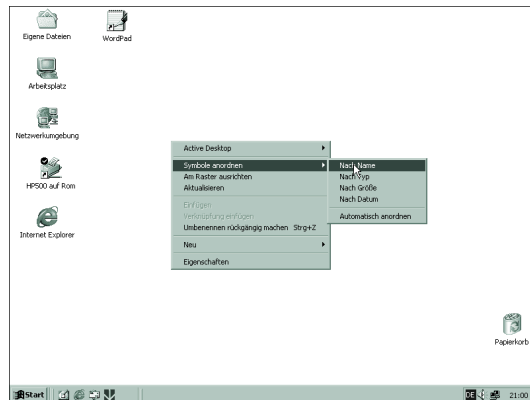 Eigene Dateien
WordPad
Arbeitsplatz
Netzwerkumgebung
HP500 auf Rom
Internet Explorer
Active Desktop
Symbole anordnen
Am Raster ausrichten
Aktualisieren
Einfügen
Verknüpfung einfügen
Umbenennen rückgängig machen Strg+Z
Neu
Eigenschaften
Nach Name
Nach Typ
Nach Größe
Nach Datum
Automatisch anordnen
Papierkorb
Start
DE
21:00